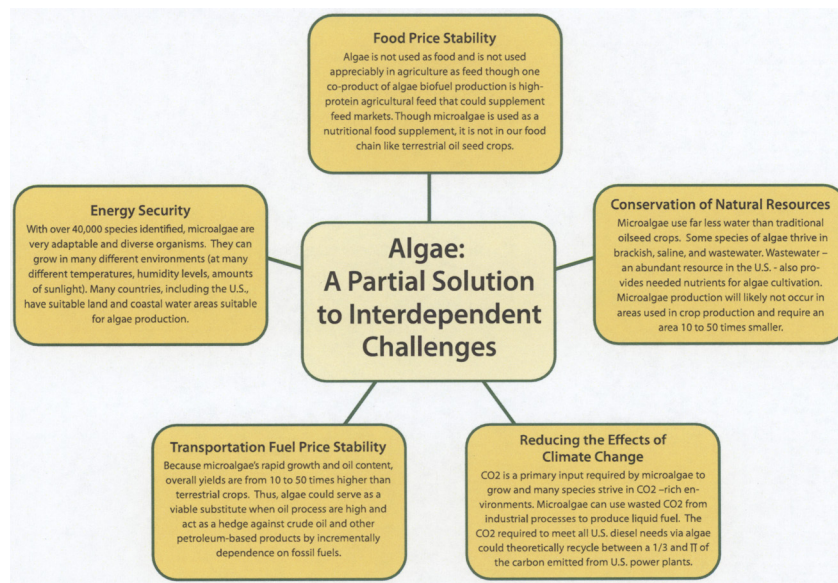 Food Price Stability
Algae is not used as food and is not used
appreciably in agriculture as feed though one
co-product of algae biofuel production is high-
protein agricultural feed that could supplement
feed markets. Though microalgae is used as a
nutritional food supplement, it is not in our food
chain like terrestrial oil seed crops.
Energy Security
With over 40,000 species identified, microalgae are
very adaptable and diverse organisms. They can
grow in many different environments (at many
different temperatures, humidity levels, amounts
of sunlight). Many countries, including the U.S.,
have suitable land and coastal water areas suitable
for algae production.
Algae:
A Partial Solution
to Interdependent
Challenges
Conservation of Natural Resources
Microalgae use far less water than traditional
oilseed crops. Some species of algae thrive in
brackish, saline, and wastewater. Wastewater –
an abundant resource in the U.S. - also pro-
vides needed nutrients for algae cultivation.
Microalgae production will likely not occur in
areas used in crop production and require an
area 10 to 50 times smaller.
Transportation Fuel Price Stability
Because microalgae's rapid growth and oil content,
overall yields are from 10 to 50 times higher than
terrestrial crops. Thus, algae could serve as a
viable substitute when oil process are high and
act as a hedge against crude oil and other
petroleum-based products by incrementally
dependence on fossil fuels.
Reducing the Effects of
Climate Change
CO2 is a primary input required by microalgae to
grow and many species strive in CO2 –rich en-
vironments. Microalgae can use wasted CO2 from
industrial processes to produce liquid fuel. The
CO2 required to meet all U.S. diesel needs via algae
could theoretically recycle between a 1/3 and ∏ of
the carbon emitted from U.S. power plants.